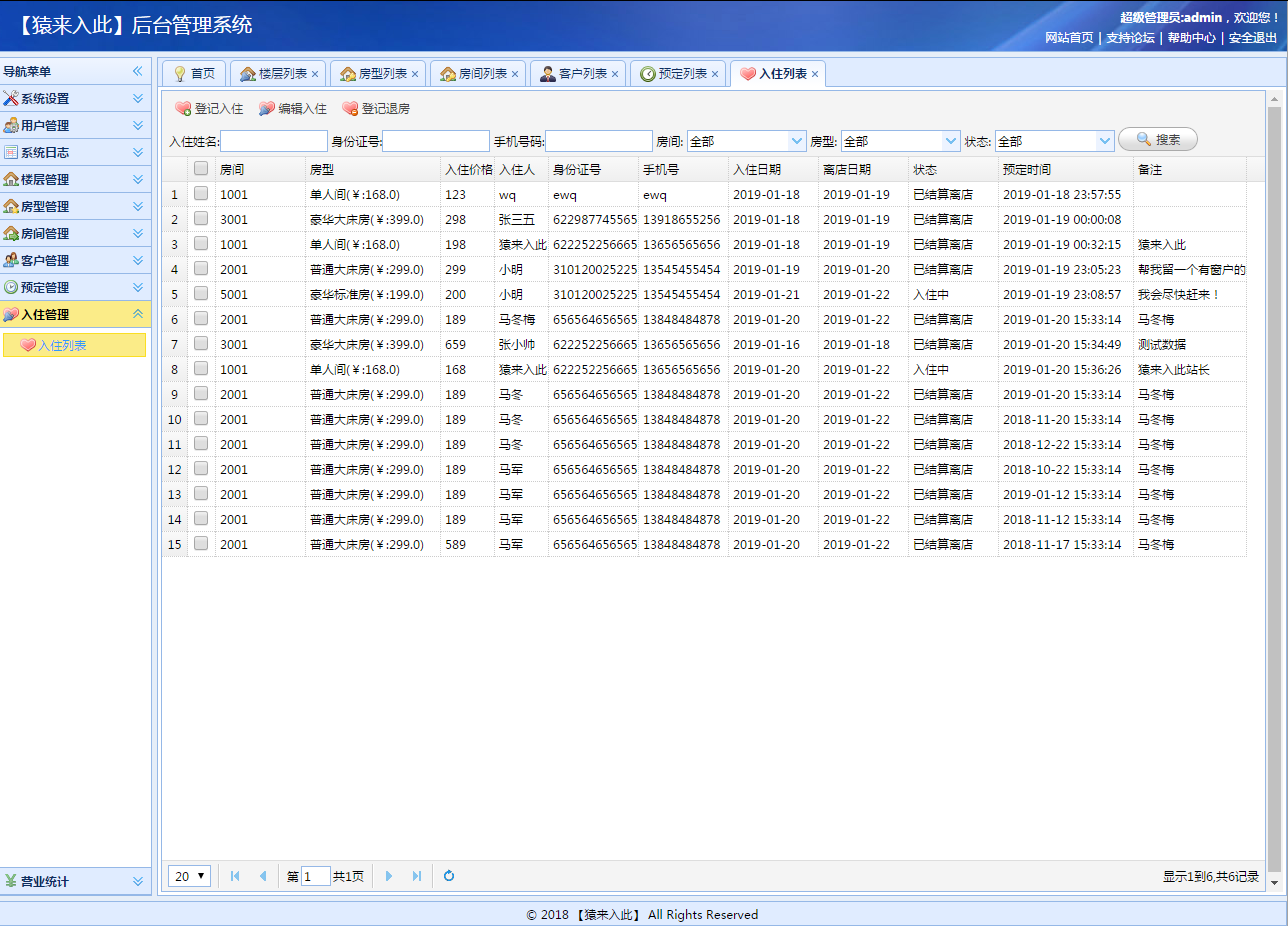 【猿来入此】后台管理系统
超级管理员:admin，欢迎您！
网站首页 | 支持论坛 | 帮助中心 | 安全退出
导航菜单
系统设置
用户管理
系统日志
楼层管理
房型管理
房间管理
客户管理
预定管理
入住管理
入住列表
营业统计
首页 楼层列表 房型列表 房间列表 客户列表 预定列表 入住列表
登记入住 编辑入住 登记退房
入住姓名: 身份证号: 手机号码: 房间: 全部 房型: 全部 状态: 全部 搜索
房间 房型 入住价格 入住人 身份证号 手机号 入住日期 离店日期 状态 预定时间 备注
1 1001 单人间(￥:168.0) 123 wq ewq ewq 2019-01-18 2019-01-19 已结算离店 2019-01-18 23:57:55
2 3001 豪华大床房(￥:399.0) 298 张三五 622987745565 13918655256 2019-01-18 2019-01-19 已结算离店 2019-01-19 00:00:08
3 1001 单人间(￥:168.0) 198 猿来入此 622252256665 13656565656 2019-01-18 2019-01-19 已结算离店 2019-01-19 00:32:15 猿来入此
4 2001 普通大床房(￥:299.0) 299 小明 310120025225 13545455454 2019-01-19 2019-01-20 已结算离店 2019-01-19 23:05:23 帮我留一个有窗户的
5 5001 豪华标准房(￥:199.0) 200 小明 310120025225 13545455454 2019-01-21 2019-01-22 入住中 2019-01-19 23:08:57 我会尽快赶来！
6 2001 普通大床房(￥:299.0) 189 马冬梅 656564656565 13848484878 2019-01-20 2019-01-22 已结算离店 2019-01-20 15:33:14 马冬梅
7 3001 豪华大床房(￥:399.0) 659 张小帅 622252256665 13656565656 2019-01-16 2019-01-18 已结算离店 2019-01-20 15:34:49 测试数据
8 1001 单人间(￥:168.0) 168 猿来入此 622252256665 13656565656 2019-01-20 2019-01-22 入住中 2019-01-20 15:36:26 猿来入此站长
9 2001 普通大床房(￥:299.0) 189 马冬 656564656565 13848484878 2019-01-20 2019-01-22 已结算离店 2019-01-20 15:33:14 马冬梅
10 2001 普通大床房(￥:299.0) 189 马冬 656564656565 13848484878 2019-01-20 2019-01-22 已结算离店 2018-11-20 15:33:14 马冬梅
11 2001 普通大床房(￥:299.0) 189 马冬 656564656565 13848484878 2019-01-20 2019-01-22 已结算离店 2018-12-22 15:33:14 马冬梅
12 2001 普通大床房(￥:299.0) 189 马军 656564656565 13848484878 2019-01-20 2019-01-22 已结算离店 2018-10-22 15:33:14 马冬梅
13 2001 普通大床房(￥:299.0) 189 马军 656564656565 13848484878 2019-01-20 2019-01-22 已结算离店 2019-01-12 15:33:14 马冬梅
14 2001 普通大床房(￥:299.0) 189 马军 656564656565 13848484878 2019-01-20 2019-01-22 已结算离店 2018-11-12 15:33:14 马冬梅
15 2001 普通大床房(￥:299.0) 589 马军 656564656565 13848484878 2019-01-20 2019-01-22 已结算离店 2018-11-17 15:33:14 马冬梅
20 第 1 共1页 显示1到6,共6记录
© 2018 【猿来入此】 All Rights Reserved